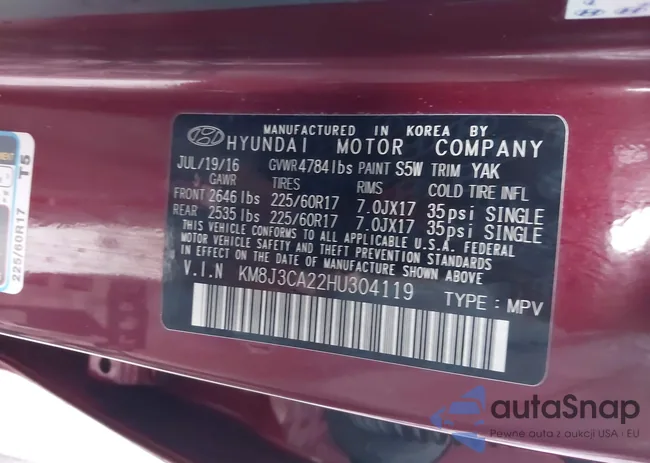 MANUFACTURED IN KOREA BY
HYUNDAI MOTOR COMPANY
JUL/19/16 GVWR 4784lbs PAINT S5W TRIM YAK
GAWR TIRES RIMS COLD TIRE INFL
FRONT 2646 lbs 225/60R17 7.0JX17 35psi SINGLE
REAR 2535 lbs 225/60R17 7.0JX17 35psi SINGLE
THIS VEHICLE CONFORMS TO ALL APPLICABLE U.S.A. FEDERAL
MOTOR VEHICLE SAFETY AND THEFT PREVENTION STANDARDS
IN EFFECT ON THE DATE OF MANUFACTURE SHOWN ABOVE
V.I.N KM8J3CA22HU304119 TYPE : MPV
225/60R17 T5
autaSnap
Pewne auta z aukcji USA i EU